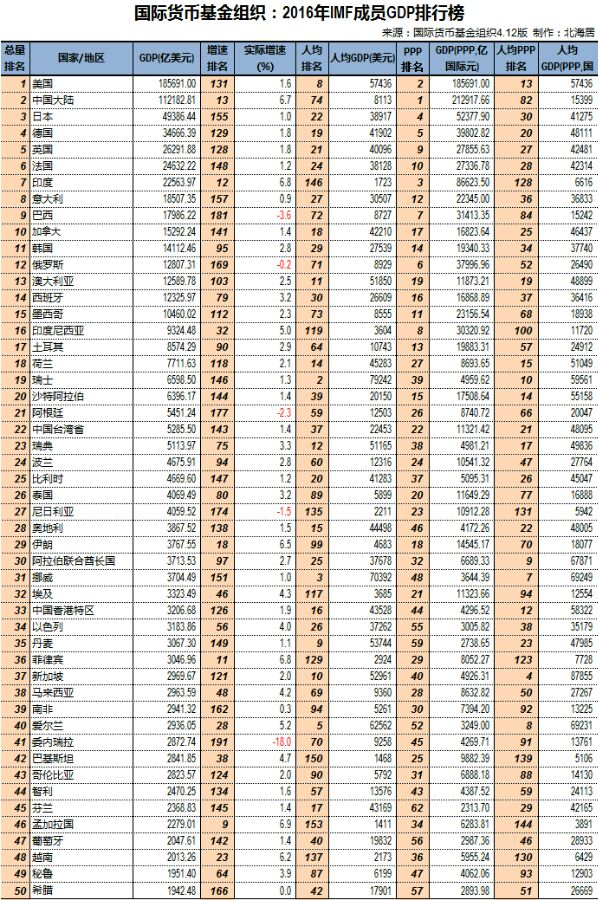 国际货币基金组织：2016年IMF成员GDP排行榜
来源：国际货币基金组织4.12版 制作：北海居
总量排名 国家/地区 GDP(亿美元) 增速排名 实际增速(%) 人均排名 人均GDP(美元) PPP排名 GDP(PPP,亿国际元) 人均PPP排名 人均GDP(PPP,国
1 美国 185691.00 131 1.6 8 57436 2 185691.00 13 57436
2 中国大陆 112182.81 13 6.7 74 8113 1 212917.66 82 15399
3 日本 49386.44 155 1.0 22 38917 4 52377.90 30 41275
4 德国 34666.39 129 1.8 19 41902 5 39802.82 20 48111
5 英国 26291.88 128 1.8 21 40096 9 27855.63 27 42481
6 法国 24632.22 148 1.2 24 38128 10 27336.78 28 42314
7 印度 22563.97 12 6.8 146 1723 3 86623.50 128 6616
8 意大利 18507.35 157 0.9 27 30507 12 22345.00 36 36833
9 巴西 17986.22 181 -3.6 72 8727 7 31413.35 84 15242
10 加拿大 15292.24 141 1.4 18 42210 17 16823.64 25 46437
11 韩国 14112.46 95 2.8 29 27539 14 19340.33 34 37740
12 俄罗斯 12807.31 169 -0.2 71 8929 6 37996.96 52 26490
13 澳大利亚 12589.78 103 2.5 11 51850 19 11873.21 19 48899
14 西班牙 12325.97 79 3.2 30 26609 16 16868.89 37 36416
15 墨西哥 10460.02 112 2.3 73 8555 11 23156.54 68 18938
16 印度尼西亚 9324.48 32 5.0 119 3604 8 30320.92 100 11720
17 土耳其 8574.29 90 2.9 64 10743 13 19883.31 57 24912
18 荷兰 7711.63 118 2.1 14 45283 27 8693.65 15 51049
19 瑞士 6598.50 146 1.3 2 79242 39 4959.62 10 59561
20 沙特阿拉伯 6396.17 144 1.4 39 20150 15 17508.64 14 55158
21 阿根廷 5451.24 177 -2.3 59 12503 26 8740.72 66 20047
22 中国台湾省 5285.50 143 1.4 37 22453 22 11321.42 21 48095
23 瑞典 5113.97 75 3.3 12 51165 38 4981.21 17 49836
24 波兰 4675.91 94 2.8 60 12316 24 10541.32 47 27764
25 比利时 4669.60 147 1.2 20 41283 37 5095.31 26 45047
26 泰国 4069.49 80 3.2 89 5899 20 11649.29 77 16888
27 尼日利亚 4059.52 174 -1.5 135 2211 23 10912.28 131 5942
28 奥地利 3867.52 138 1.5 15 44498 46 4172.26 22 48005
29 伊朗 3767.55 18 6.5 99 4683 18 14545.17 70 18077
30 阿拉伯联合酋长国 3713.53 97 2.7 25 37678 32 6689.33 9 67871
31 挪威 3704.49 151 1.0 3 70392 48 3644.39 7 69249
32 埃及 3323.49 46 4.3 117 3685 21 11323.66 94 12554
33 中国香港特区 3206.68 126 1.9 16 43528 44 4296.52 12 58322
34 以色列 3183.86 56 4.0 26 37262 55 3005.82 38 35179
35 丹麦 3067.30 149 1.1 9 53744 59 2738.65 23 47985
36 菲律宾 3046.96 11 6.8 129 2924 29 8052.27 123 7728
37 新加坡 2969.67 121 2.0 10 52961 40 4926.31 4 87855
38 马来西亚 2963.59 48 4.2 69 9360 28 8632.82 50 27267
39 南非 2941.32 162 0.3 94 5261 30 7394.20 92 13225
40 爱尔兰 2936.05 28 5.2 5 62562 52 3249.00 8 69231
41 委内瑞拉 2872.74 191 -18.0 70 9258 45 4269.71 91 13761
42 巴基斯坦 2841.85 38 4.7 150 1468 25 9882.39 139 5106
43 哥伦比亚 2823.57 124 2.0 90 5792 31 6888.18 88 14130
44 智利 2470.25 134 1.6 57 13576 43 4387.52 59 24113
45 芬兰 2368.83 145 1.4 17 43169 62 2313.70 29 42165
46 孟加拉国 2279.01 9 6.9 153 1411 34 6283.81 144 3891
47 葡萄牙 2047.61 142 1.4 40 19832 56 2987.36 46 28933
48 越南 2013.26 23 6.2 137 2173 36 5955.24 130 6429
49 秘鲁 1951.40 64 3.9 87 6199 47 4062.06 93 12903
50 希腊 1942.48 166 0.0 42 17901 57 2893.98 51 26669